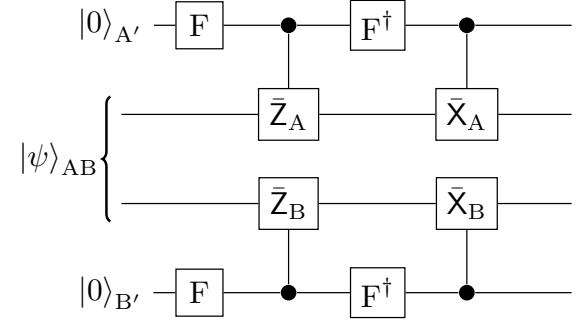 |0⟩A′ F F†
Z̄A X̄A
|ψ⟩AB
Z̄B X̄B
|0⟩B′ F F†